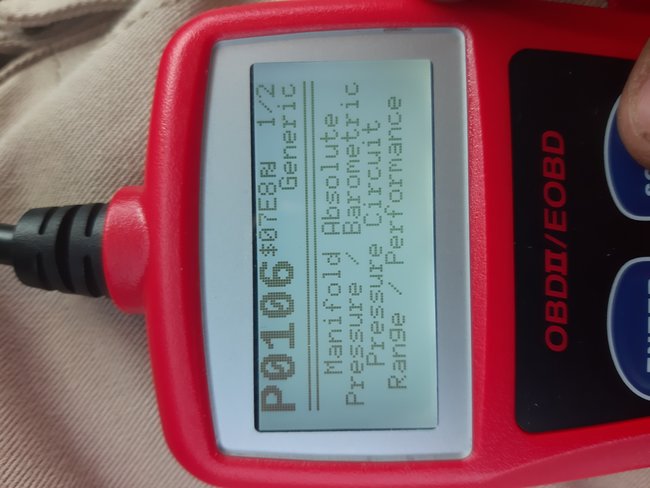 P0106 $07E8 1/2
Generic
Manifold Absolute
Pressure / Barometric
Pressure Circuit
Range / Performance
OBDII/EOBD